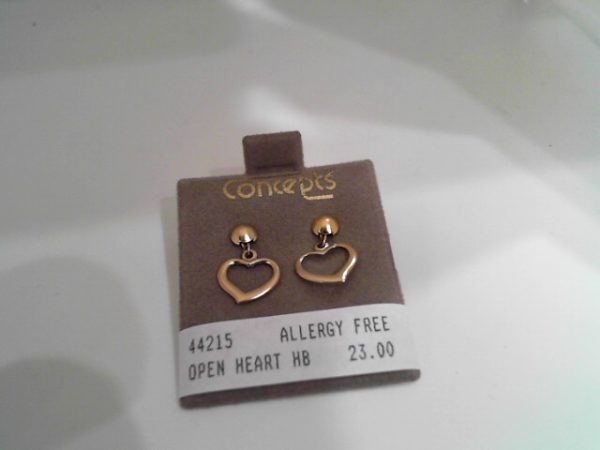 Concepts
44215 ALLERGY FREE
OPEN HEART HB 23.00